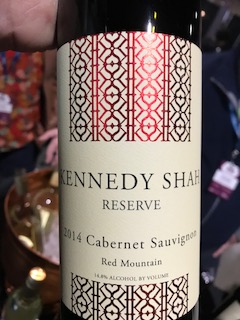 KENNEDY SHAH
RESERVE
2014 Cabernet Sauvignon
Red Mountain
14.8% ALCOHOL BY VOLUME